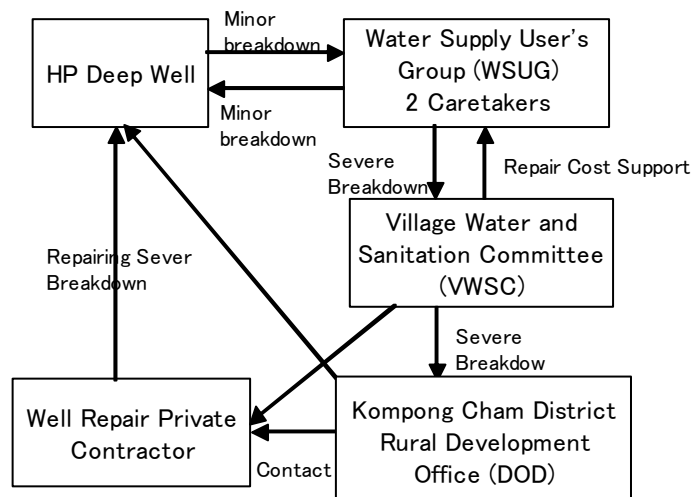 Minor
breakdown
HP Deep Well
Water Supply User's
Group (WSUG)
2 Caretakers
Minor
breakdown
Severe
Breakdown
Repair Cost Support
Village Water and
Sanitation Committee
(VWSC)
Repairing Sever
Breakdown
Severe
Breakdow
Well Repair Private
Contractor
Kompong Cham District
Rural Development
Office (DOD)
Contact